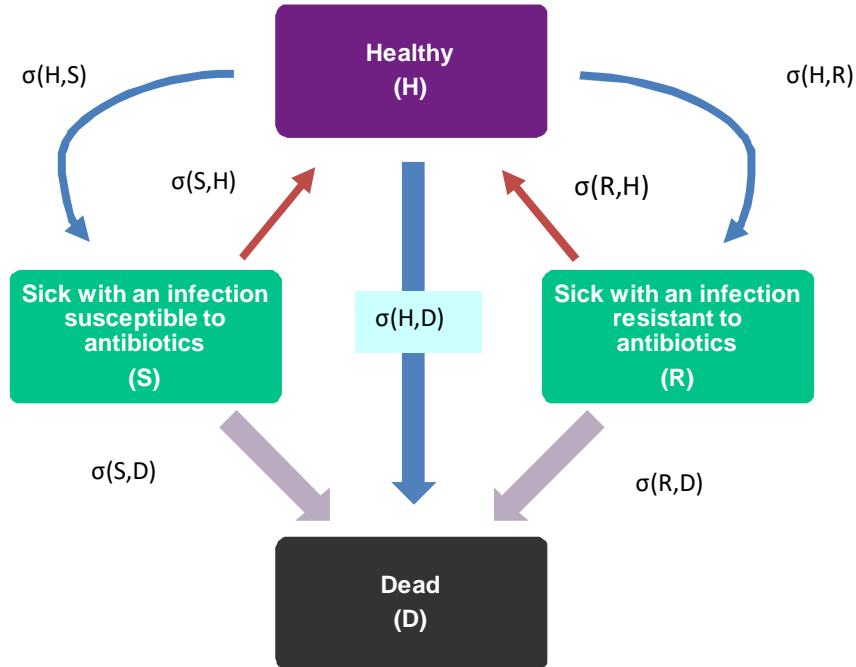 Healthy
(H)
σ(H,S)
σ(H,R)
σ(S,H)
σ(R,H)
Sick with an infection
susceptible to
antibiotics
(S)
σ(H,D)
Sick with an infection
resistant to
antibiotics
(R)
σ(S,D)
σ(R,D)
Dead
(D)